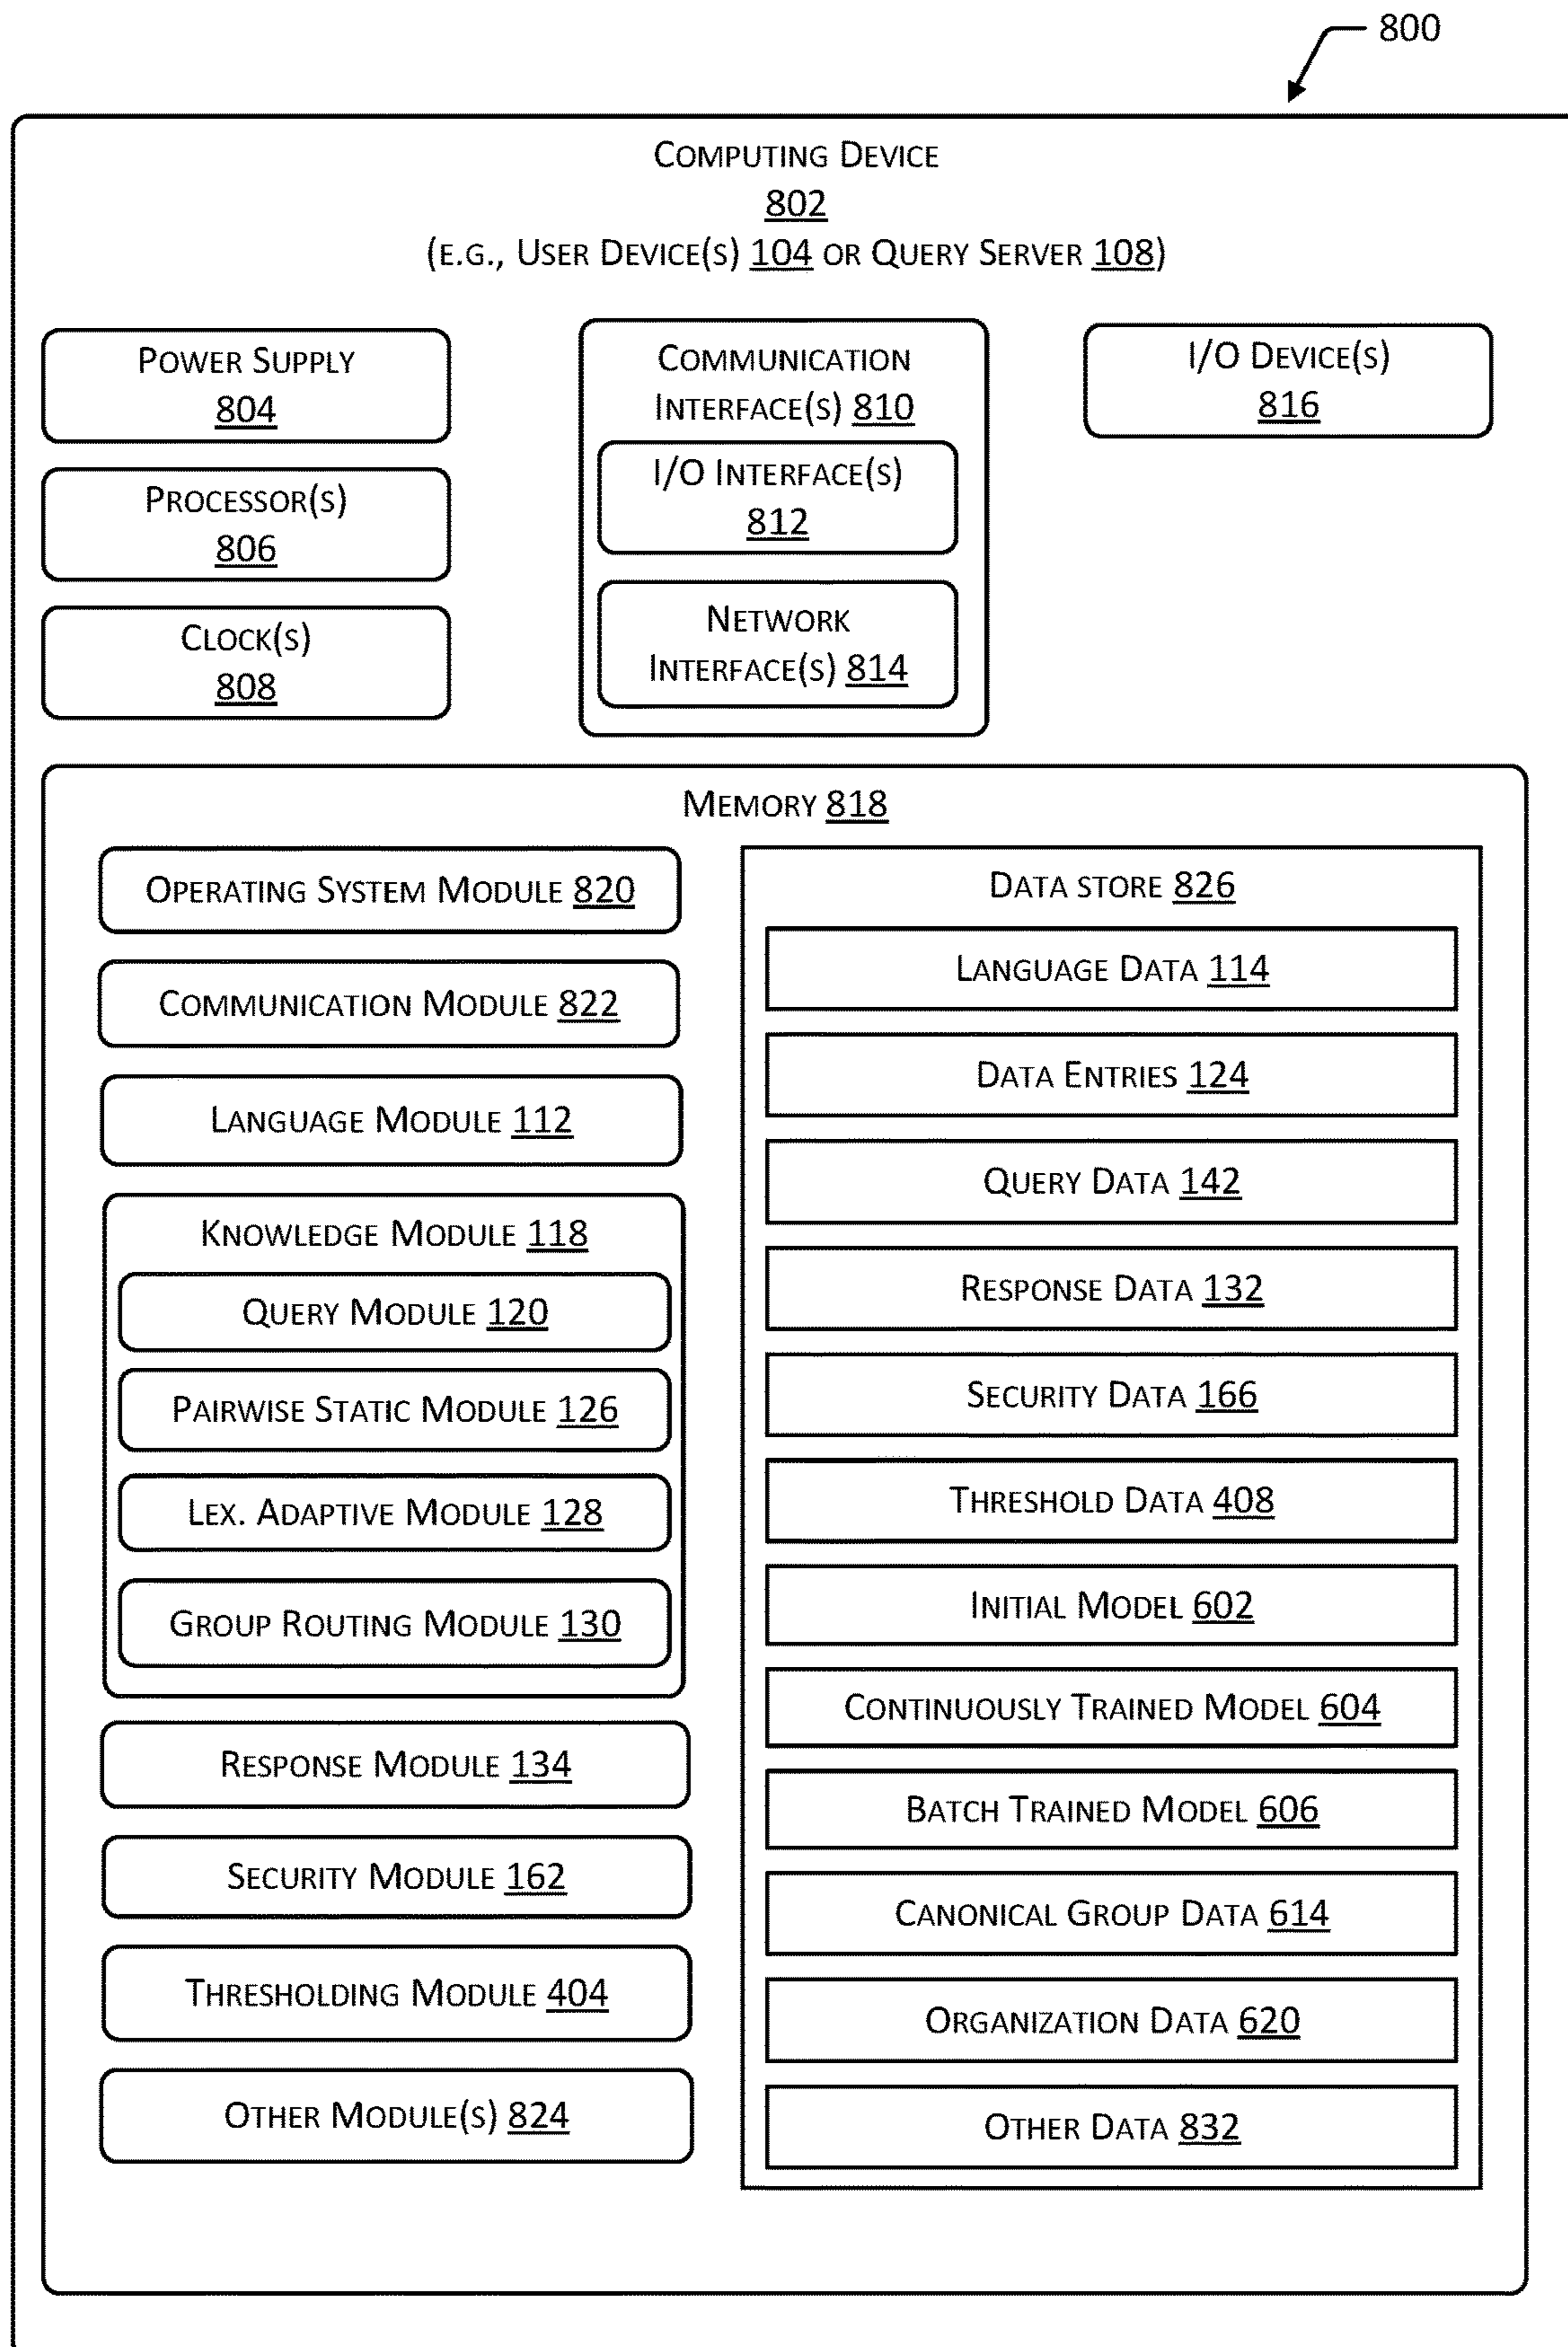 800
COMPUTING DEVICE
802
(E.G., USER DEVICE(S) 104 OR QUERY SERVER 108)
POWER SUPPLY
804
PROCESSOR(S)
806
CLOCK(S)
808
COMMUNICATION
INTERFACE(S) 810
I/O INTERFACE(S)
812
NETWORK
INTERFACE(S) 814
I/O DEVICE(S)
816
MEMORY 818
OPERATING SYSTEM MODULE 820
COMMUNICATION MODULE 822
LANGUAGE MODULE 112
KNOWLEDGE MODULE 118
QUERY MODULE 120
PAIRWISE STATIC MODULE 126
LEX. ADAPTIVE MODULE 128
GROUP ROUTING MODULE 130
RESPONSE MODULE 134
SECURITY MODULE 162
THRESHOLDING MODULE 404
OTHER MODULE(S) 824
DATA STORE 826
LANGUAGE DATA 114
DATA ENTRIES 124
QUERY DATA 142
RESPONSE DATA 132
SECURITY DATA 166
THRESHOLD DATA 408
INITIAL MODEL 602
CONTINUOUSLY TRAINED MODEL 604
BATCH TRAINED MODEL 606
CANONICAL GROUP DATA 614
ORGANIZATION DATA 620
OTHER DATA 832